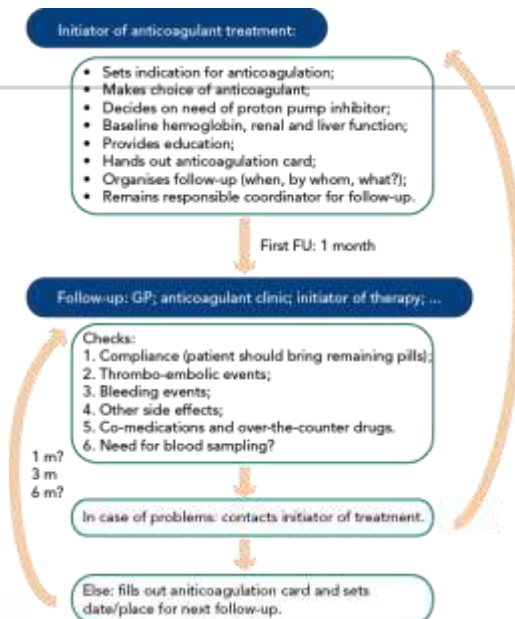 Initiator of anticoagulant treatment:
• Sets indication for anticoagulation;
• Makes choice of anticoagulant;
• Decides on need of proton pump inhibitor;
• Baseline hemoglobin, renal and liver function;
• Provides education;
• Hands out anticoagulation card;
• Organises follow-up (when, by whom, what?);
• Remains responsible coordinator for follow-up.
First FU: 1 month
Follow-up: GP; anticoagulant clinic; initiator of therapy; ...
Checks:
1. Compliance (patient should bring remaining pills);
2. Thrombo-embolic events;
3. Bleeding events;
4. Other side effects;
5. Co-medications and over-the-counter drugs.
6. Need for blood sampling?
1 m?
3 m
6 m?
In case of problems: contacts initiator of treatment.
Else: fills out aniticoagulation card and sets
date/place for next follow-up.